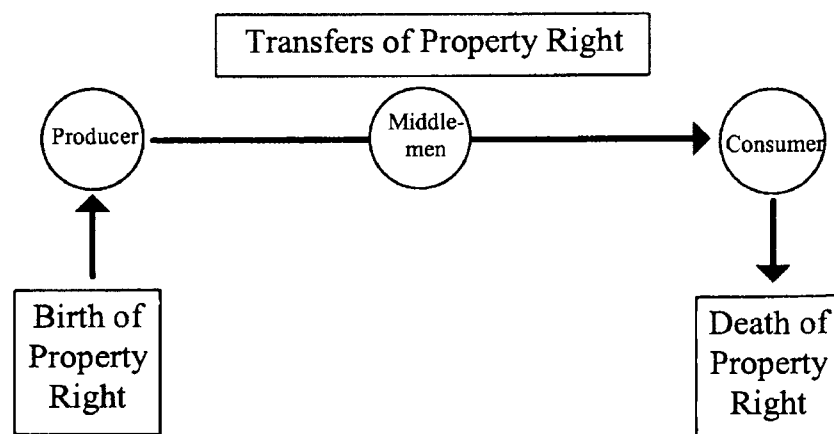 Transfers of Property Right
Producer
Middle-
men
Consumer
Birth of
Property
Right
Death of
Property
Right